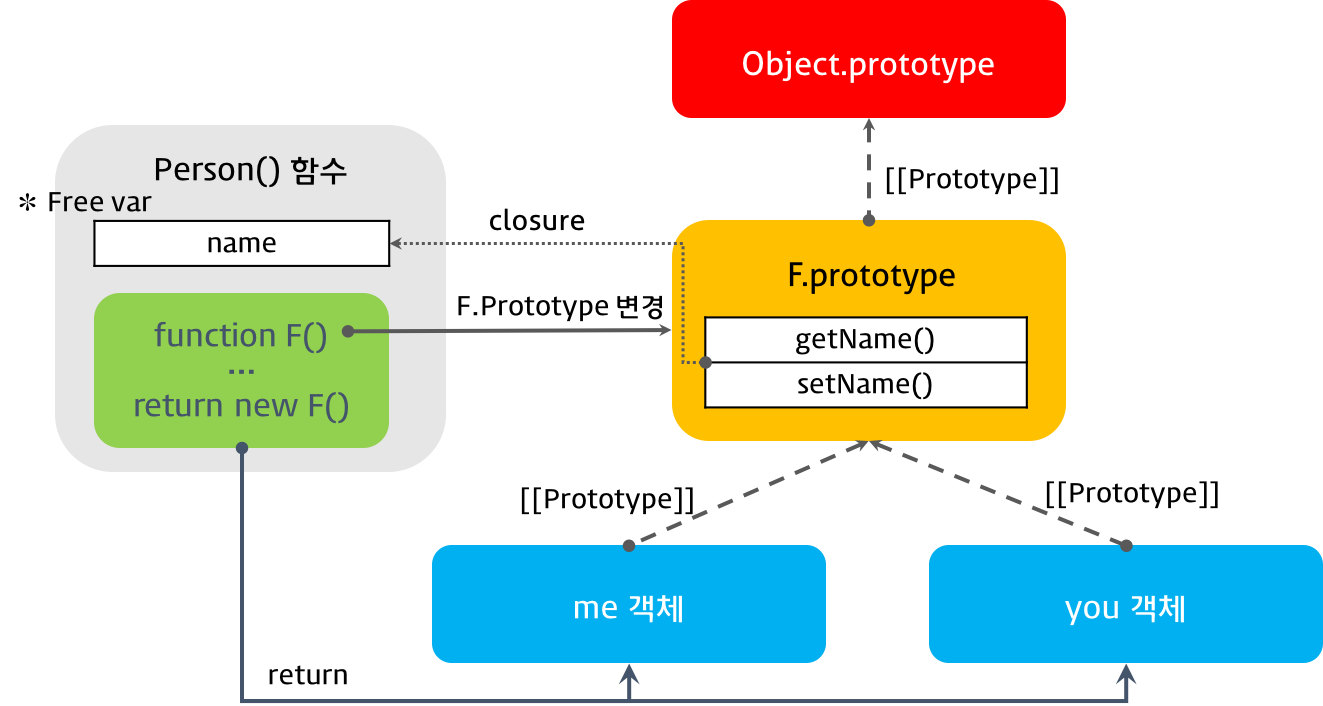 Object.prototype
[[Prototype]]
Person() 함수
* Free var
name
closure
F.prototype
F.Prototype 변경
getName()
setName()
function F()
...
return new F()
[[Prototype]]
[[Prototype]]
me 객체
you 객체
return